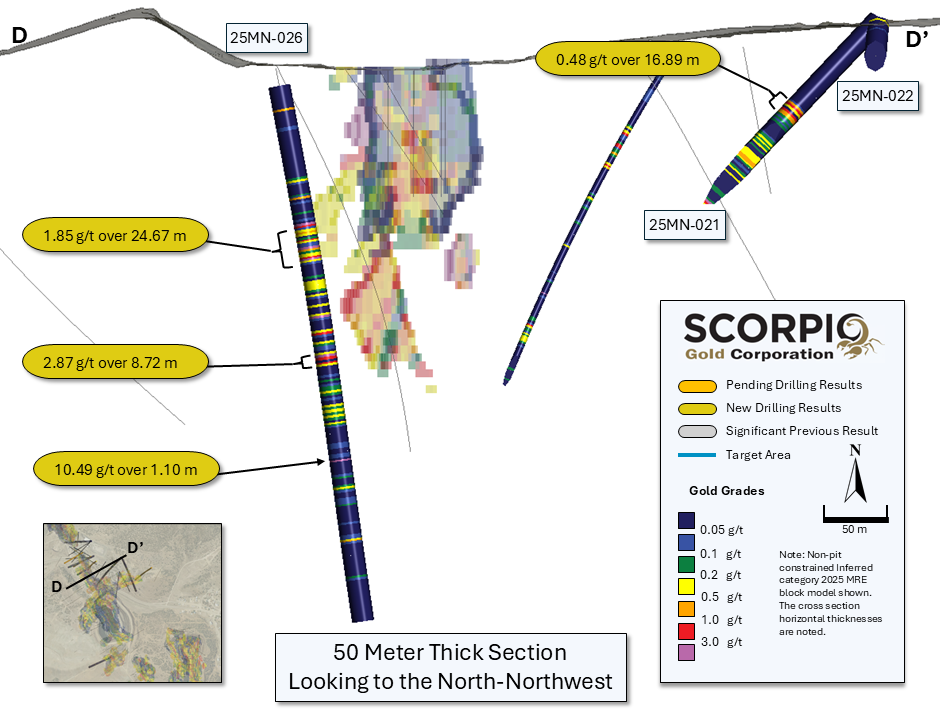 D
25MN-026
0.48 g/t over 16.89 m
D'
25MN-022
25MN-021
1.85 g/t over 24.67 m
2.87 g/t over 8.72 m
10.49 g/t over 1.10 m
SCORPIO
Gold Corporation
Pending Drilling Results
New Drilling Results
Significant Previous Result
Target Area
N
50 m
Gold Grades
0.05 g/t
0.1 g/t
0.2 g/t
0.5 g/t
1.0 g/t
3.0 g/t
Note: Non-pit
constrained Inferred
category 2025 MRE
block model shown.
The cross section
horizontal thicknesses
are noted.
D'
D
50 Meter Thick Section
Looking to the North-Northwest